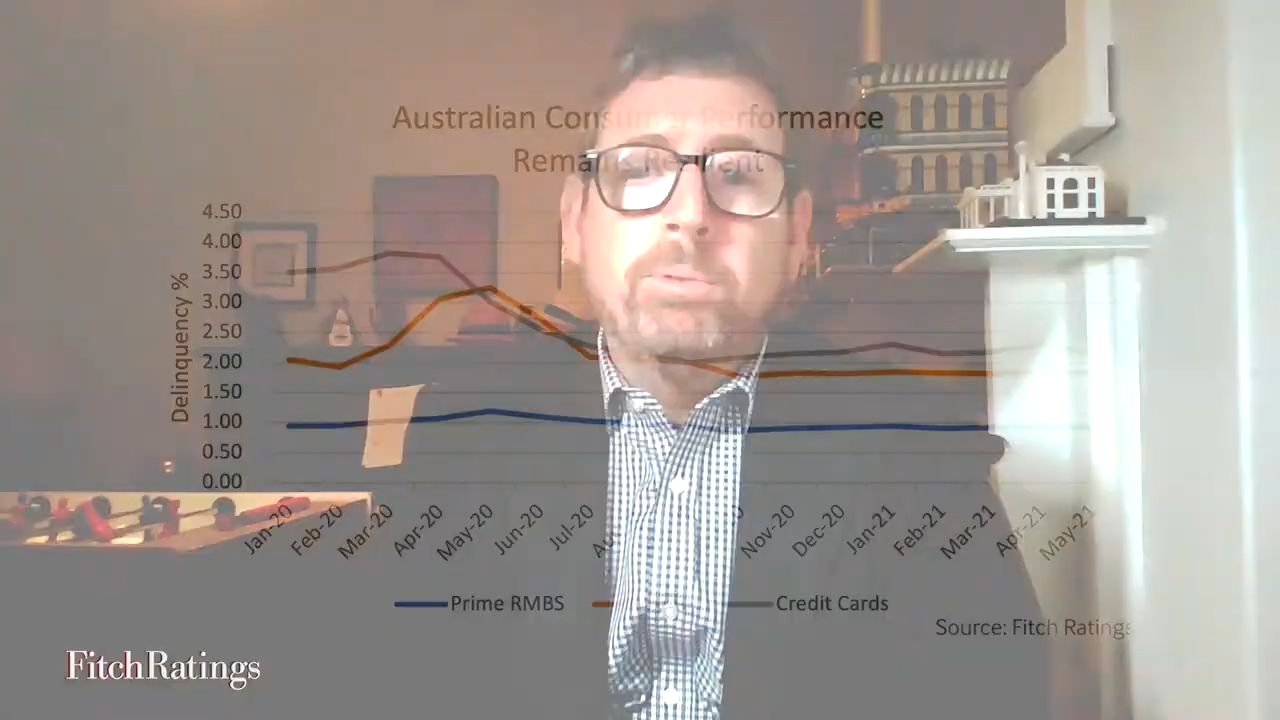 Australian Consumer Performance
Remains Resilient
4.50
4.00
3.50
3.00
2.50
2.00
1.50
1.00
0.50
0.00
Delinquency %
Jan-20
Feb-20
Mar-20
Apr-20
May-20
Jun-20
Jul-20
Nov-20
Dec-20
Jan-21
Feb-21
Mar-21
Apr-21
May-21
Prime RMBS
Credit Cards
Source: Fitch Ratings
FitchRatings